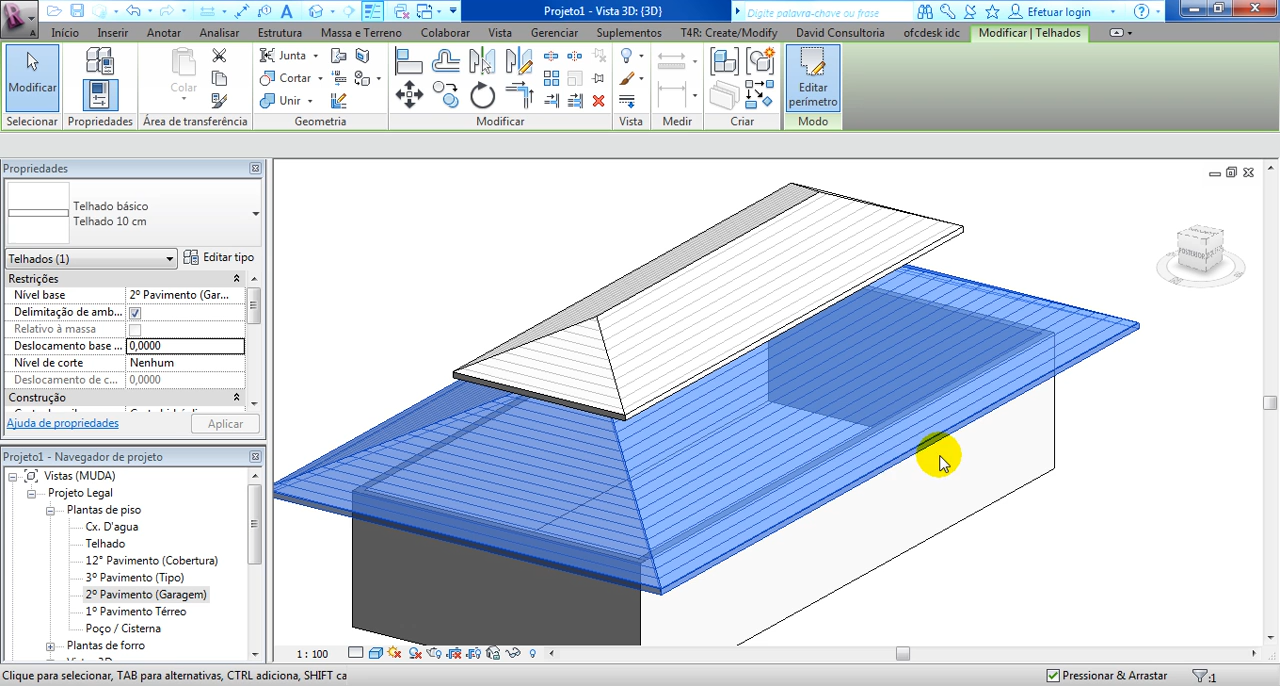 Projeto1 - Vista 3D: {3D}
Digite palavra-chave ou frase
Efetuar login
Início
Inserir
Anotar
Analisar
Estrutura
Massa e Terreno
Colaborar
Vista
Gerenciar
Suplementos
T4R: Create/Modify
David Consultoria
ofcdesk idc
Modificar | Telhados
Modificar
Colar
Junta
Cortar
Unir
Editar
perímetro
Selecionar
Propriedades
Área de transferência
Geometria
Modificar
Vista
Medir
Criar
Modo
Propriedades
Telhado básico
Telhado 10 cm
Telhados (1)
Editar tipo
Restrições
Nível base
2º Pavimento (Gar...
Delimitação de amb...
Relativo à massa
Deslocamento base ...
0,0000
Nível de corte
Nenhum
Deslocamento de c...
0,0000
Construção
Ajuda de propriedades
Aplicar
Projeto1 - Navegador de projeto
Vistas (MUDA)
Projeto Legal
Plantas de piso
Cx. D'agua
Telhado
12° Pavimento (Cobertura)
3º Pavimento (Tipo)
2º Pavimento (Garagem)
1º Pavimento Térreo
Poço / Cisterna
Plantas de forro
1 : 100
Clique para selecionar, TAB para alternativas, CTRL adiciona, SHIFT ca
Pressionar & Arrastar
:1